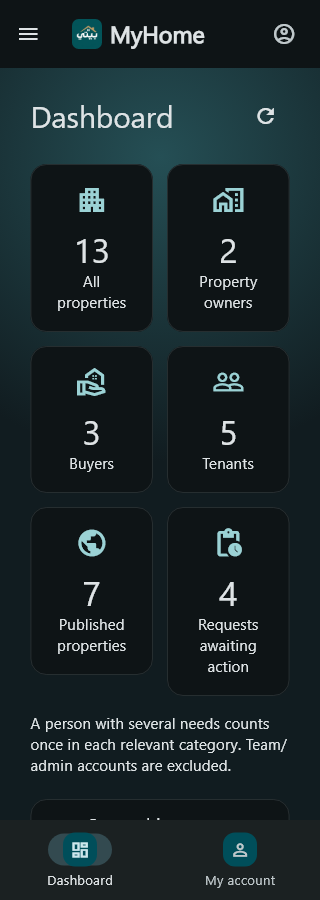 بيتي MyHome
Dashboard
13
All
properties
2
Property
owners
3
Buyers
5
Tenants
7
Published
properties
4
Requests
awaiting
action
A person with several needs counts
once in each relevant category. Team/
admin accounts are excluded.
Dashboard
My account